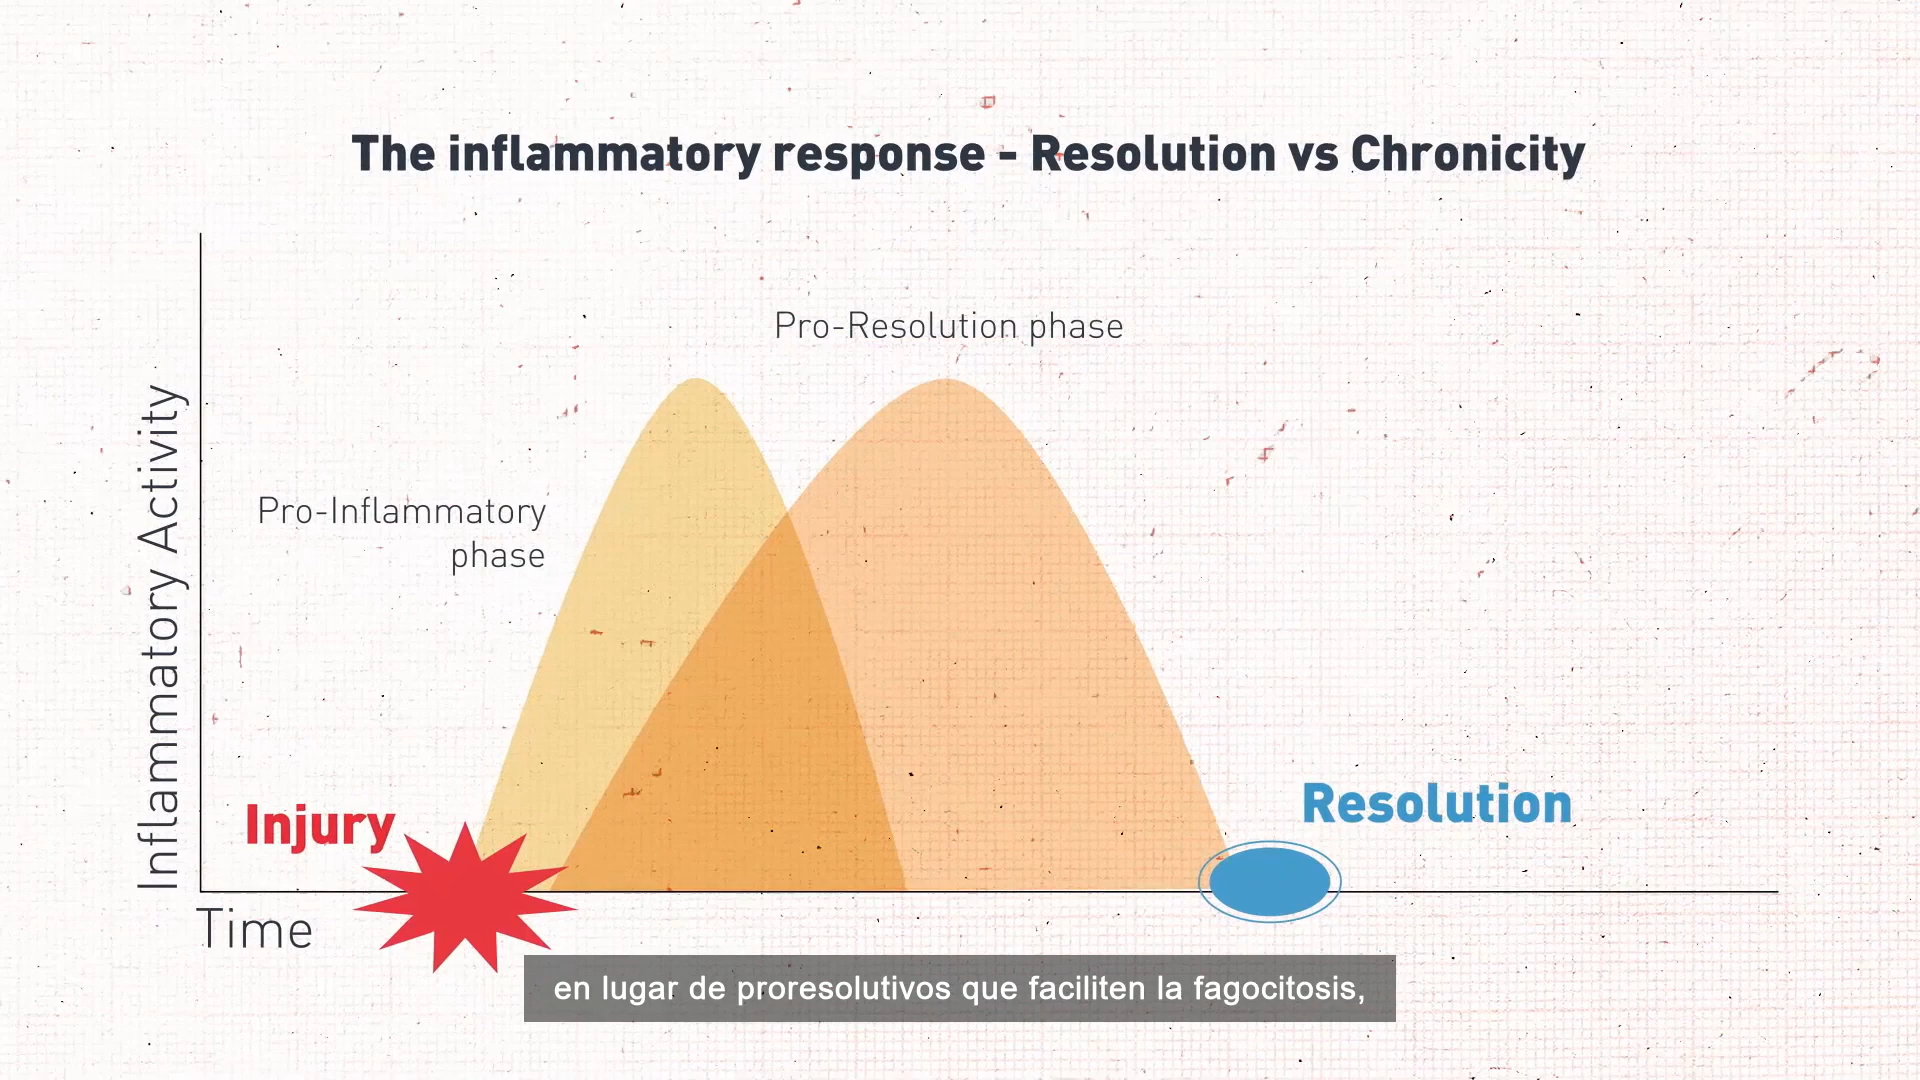 The inflammatory response - Resolution vs Chronicity
Pro-Resolution phase
Pro-Inflammatory
phase
Inflammatory Activity
Injury
Resolution
Time
en lugar de proresolutivos que faciliten la fagocitosis,